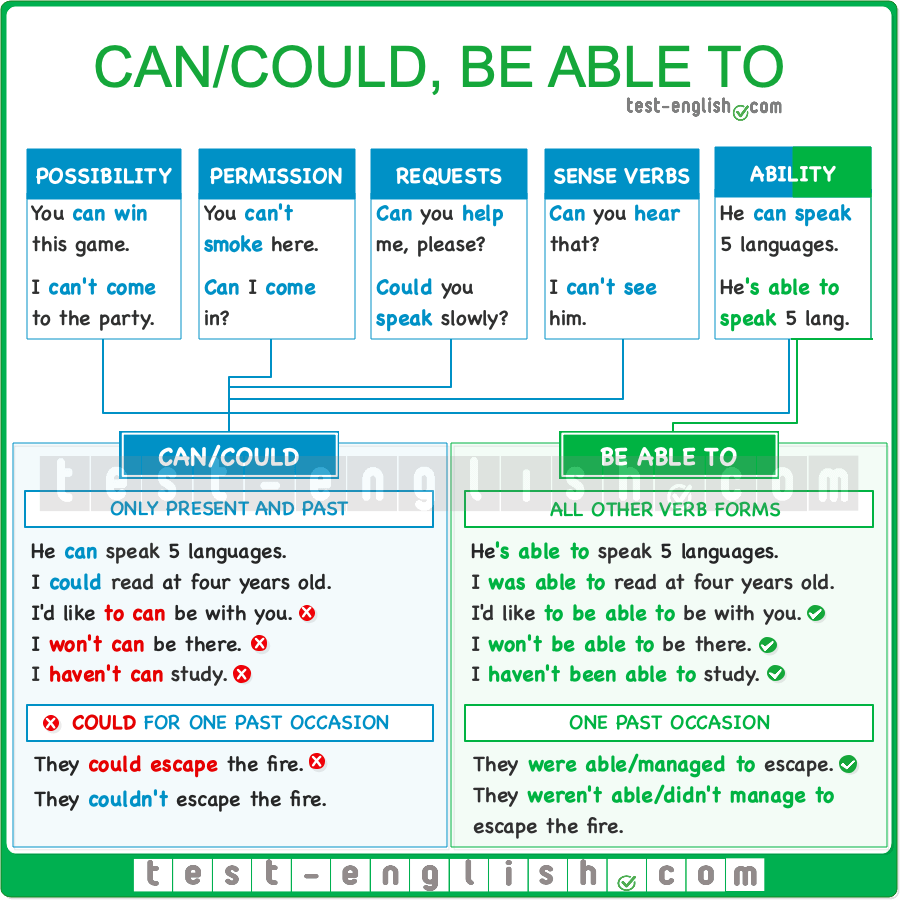 CAN/COULD, BE ABLE TO
test-english.com
POSSIBILITY
You can win
this game.
I can't come
to the party.
PERMISSION
You can't
smoke here.
Can I come
in?
REQUESTS
Can you help
me, please?
Could you
speak slowly?
SENSE VERBS
Can you hear
that?
I can't see
him.
ABILITY
He can speak
5 languages.
He's able to
speak 5 lang.
CAN/COULD
ONLY PRESENT AND PAST
He can speak 5 languages.
I could read at four years old.
I'd like to can be with you.
I won't can be there.
I haven't can study.
COULD FOR ONE PAST OCCASION
They could escape the fire.
They couldn't escape the fire.
BE ABLE TO
ALL OTHER VERB FORMS
He's able to speak 5 languages.
I was able to read at four years old.
I'd like to be able to be with you.
I won't be able to be there.
I haven't been able to study.
ONE PAST OCCASION
They were able/managed to escape.
They weren't able/didn't manage to
escape the fire.
test-english.com
test-english.com